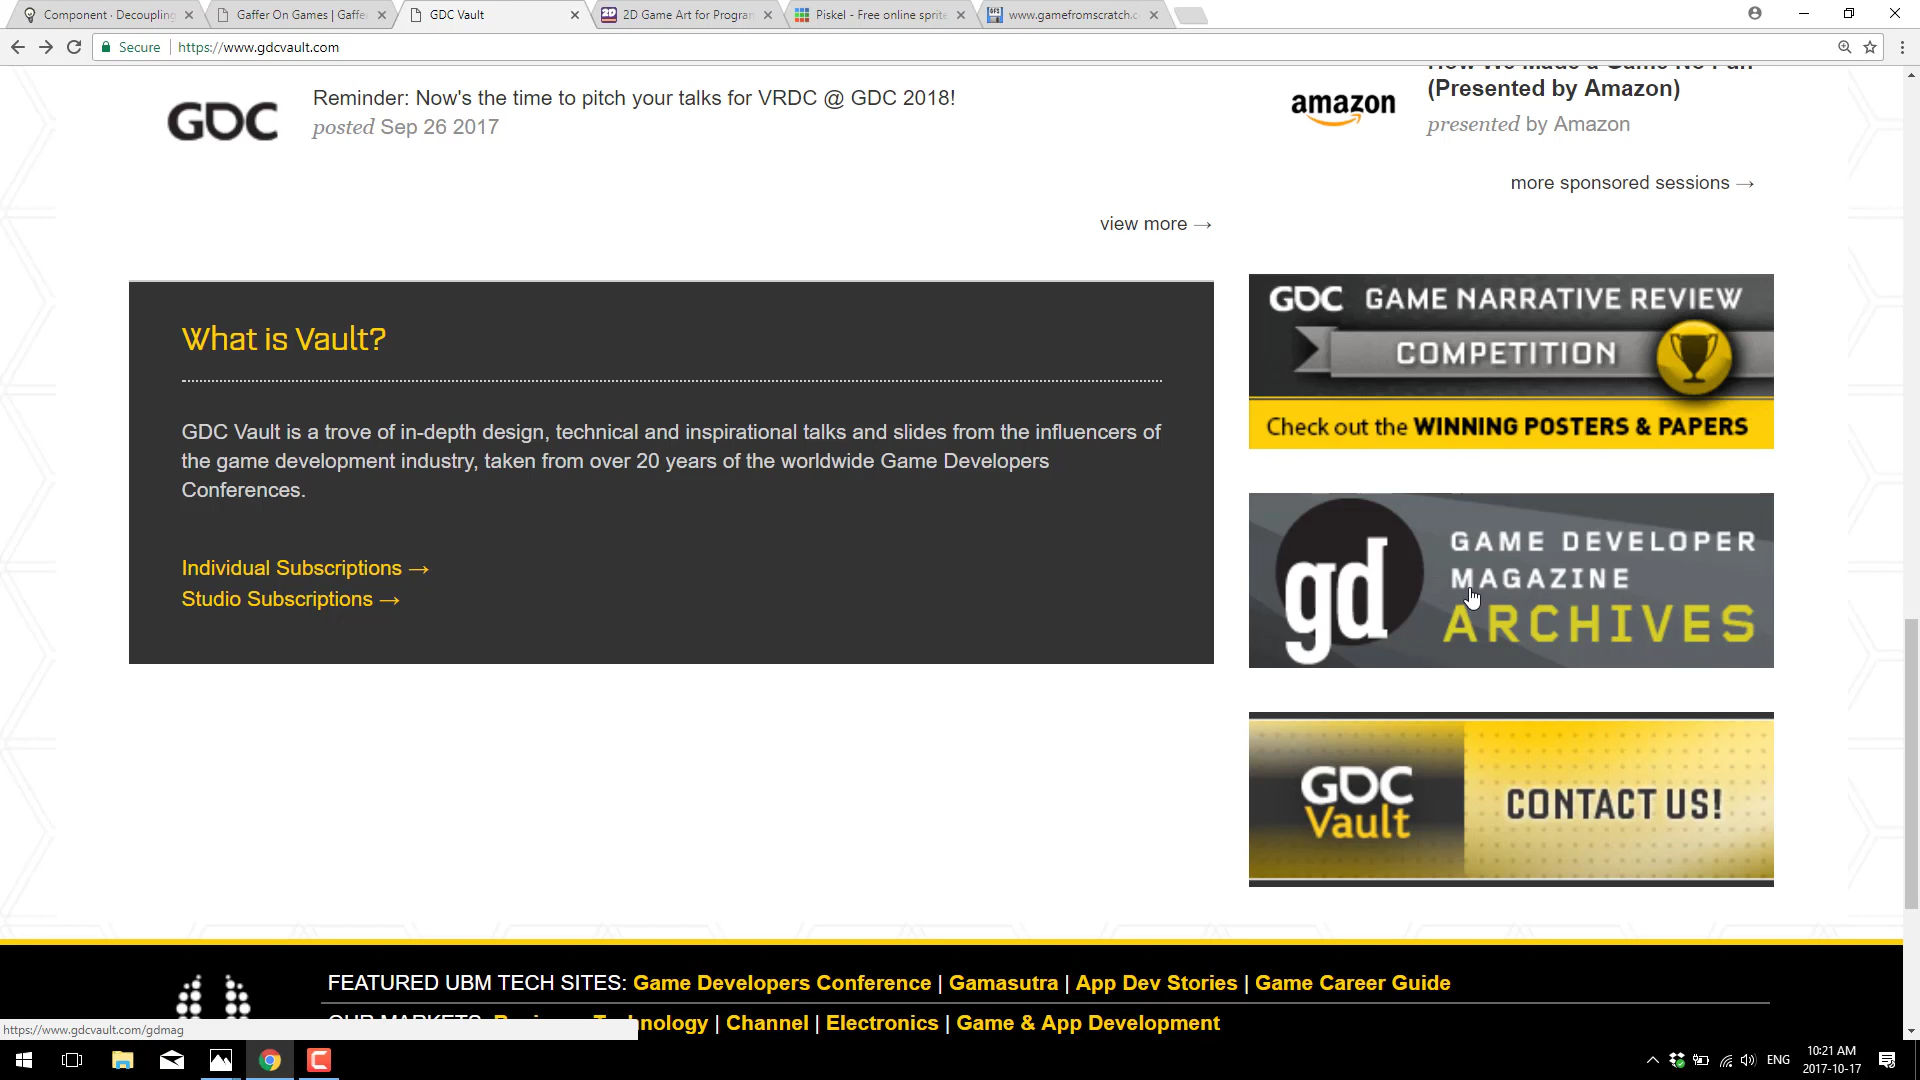 Component · Decoupling
Gaffer On Games | Gaffe
GDC Vault
2D Game Art for Progra
Piskel - Free online sprite
www.gamefromscratch.c
Secure
https://www.gdcvault.com
GDC
Reminder: Now's the time to pitch your talks for VRDC @ GDC 2018!
posted Sep 26 2017
view more →
amazon
How We Made a Game No Fun
(Presented by Amazon)
presented by Amazon
more sponsored sessions →
What is Vault?
GDC Vault is a trove of in-depth design, technical and inspirational talks and slides from the influencers of
the game development industry, taken from over 20 years of the worldwide Game Developers
Conferences.
Individual Subscriptions →
Studio Subscriptions →
GDC GAME NARRATIVE REVIEW
COMPETITION
Check out the WINNING POSTERS & PAPERS
gd
GAME DEVELOPER
MAGAZINE
ARCHIVES
GDC
Vault
CONTACT US!
FEATURED UBM TECH SITES: Game Developers Conference | Gamasutra | App Dev Stories | Game Career Guide
OUR MARKETS: Business Technology | Channel | Electronics | Game & App Development
https://www.gdcvault.com/gdmag
ENG
10:21 AM
2017-10-17